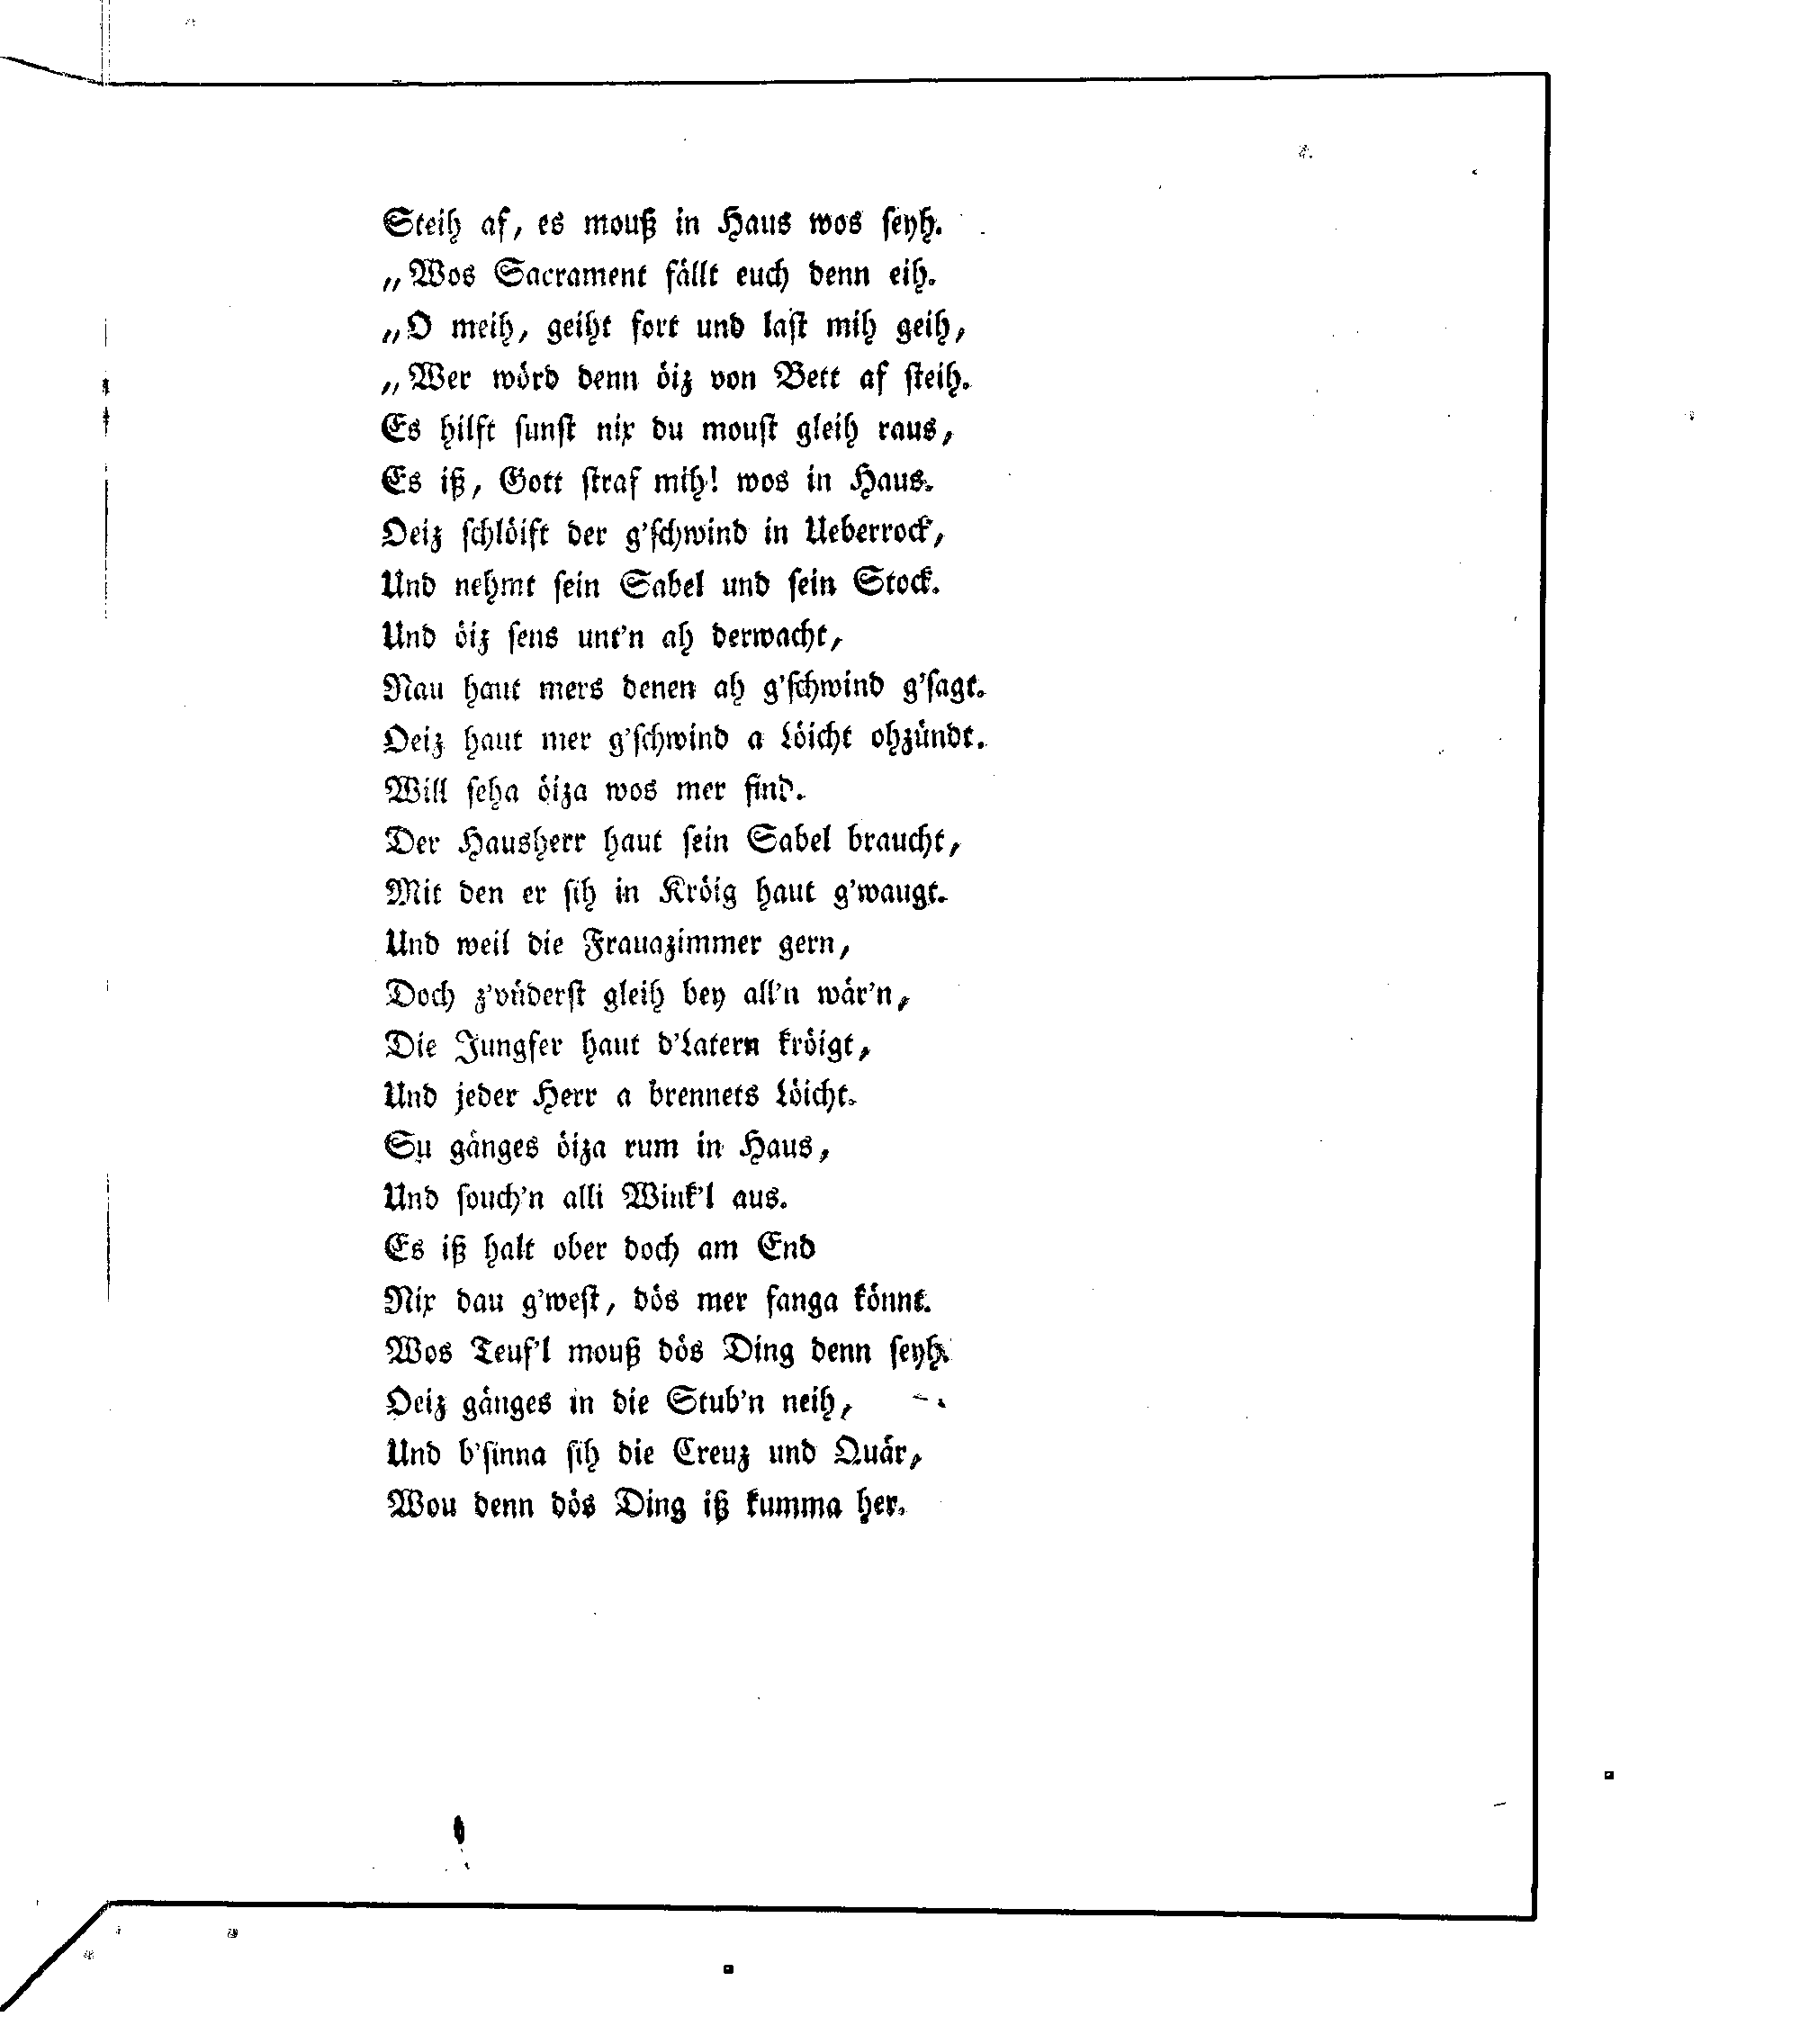 Steih af, es mouß in Haus wos seyh.
„Wos Sacrament fällt euch denn eih.
„O meih, geiht fort und last mih geih,
„Wer wörd denn öiz von Bett af steih.
Es hilft sunst nix du moust gleih raus,
Es iß, Gott straf mih! wos in Haus.
Oeiz schlöift der g'schwind in Ueberrock,
Und nehmt sein Sabel und sein Stock.
Und öiz sens unt'n ah derwacht,
Nau haut mers denen ah g'schwind g'sagt.
Oeiz haut mer g'schwind a Löicht ohzündt.
Will seha öiza wos mer find.
Der Hausherr haut sein Sabel braucht,
Mit den er sih in Kröig haut g'waugt.
Und weil die Frauazimmer gern,
Doch z'vüderst gleih bey all'n wär'n,
Die Jungfer haut d'Latern kröigt,
Und jeder Herr a brennets Löicht.
Su gänges öiza rum in Haus,
Und souch'n alli Wink'l aus.
Es iß halt ober doch am End
Nix dau g'west, dös mer fanga könnt.
Wos Teuf'l mouß dös Ding denn seyh.
Oeiz gänges in die Stub'n neih,
Und b'sinna sih die Creuz und Quär,
Wou denn dös Ding iß kumma her.